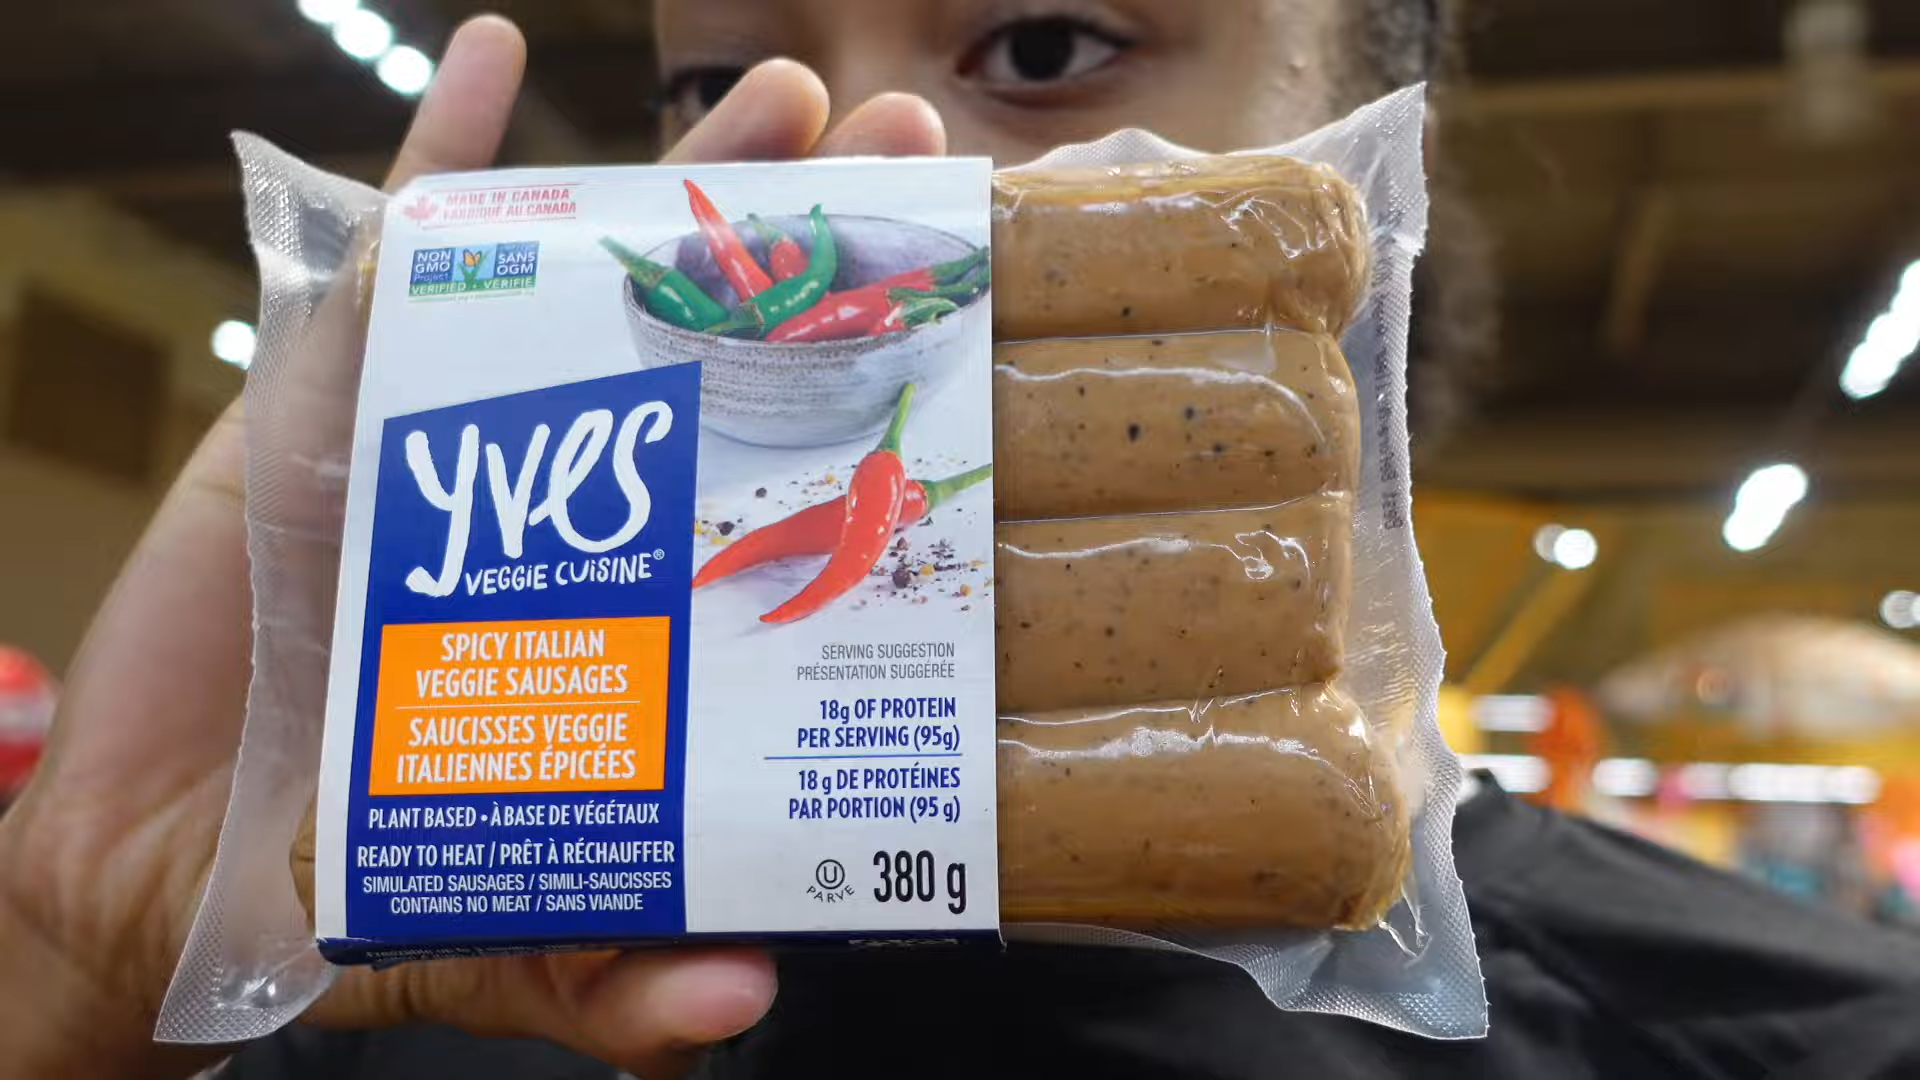 MADE IN CANADA
FABRIQUÉ AU CANADA
NON
GMO
Project
VERIFIED • VERIFIÉ
SANS
OGM
yves
VEGGIE CUISINE®
SPICY ITALIAN
VEGGIE SAUSAGES
SAUCISSES VEGGIE
ITALIENNES ÉPICÉES
PLANT BASED • À BASE DE VÉGÉTAUX
READY TO HEAT / PRÊT À RÉCHAUFFER
SIMULATED SAUSAGES / SIMILI-SAUCISSES
CONTAINS NO MEAT / SANS VIANDE
SERVING SUGGESTION
PRÉSENTATION SUGGÉRÉE
18g OF PROTEIN
PER SERVING (95g)
18 g DE PROTÉINES
PAR PORTION (95 g)
U
PARVE
380 g